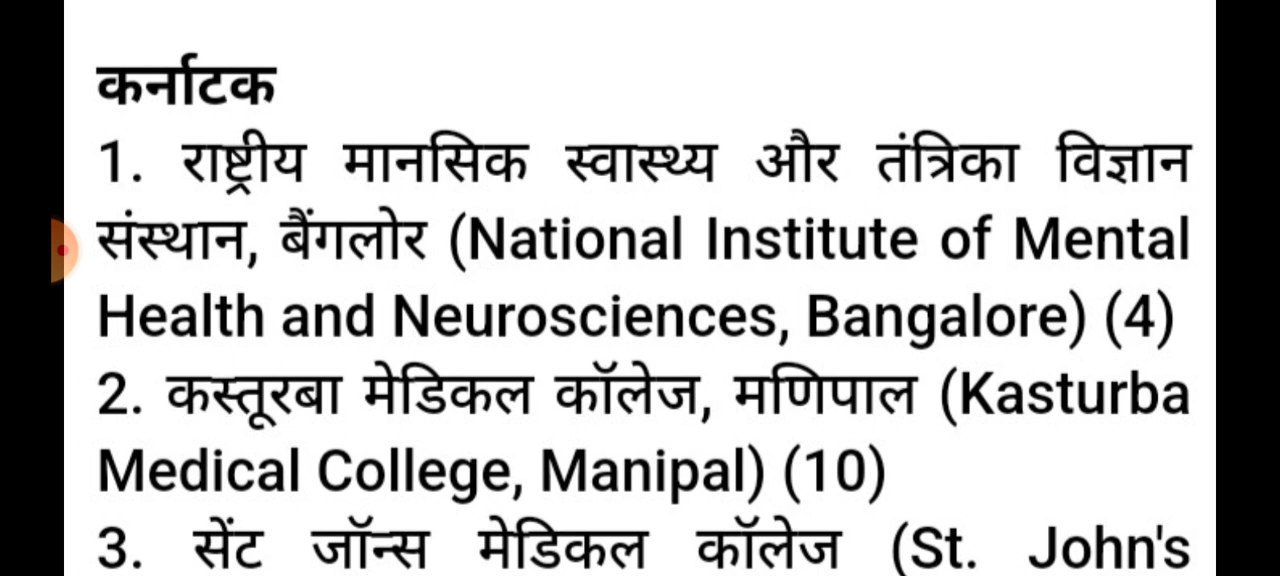 कर्नाटक
1. राष्ट्रीय मानसिक स्वास्थ्य और तंत्रिका विज्ञान
संस्थान, बैंगलोर (National Institute of Mental
Health and Neurosciences, Bangalore) (4)
2. कस्तूरबा मेडिकल कॉलेज, मणिपाल (Kasturba
Medical College, Manipal) (10)
3. सेंट जॉन्स मेडिकल कॉलेज (St. John's